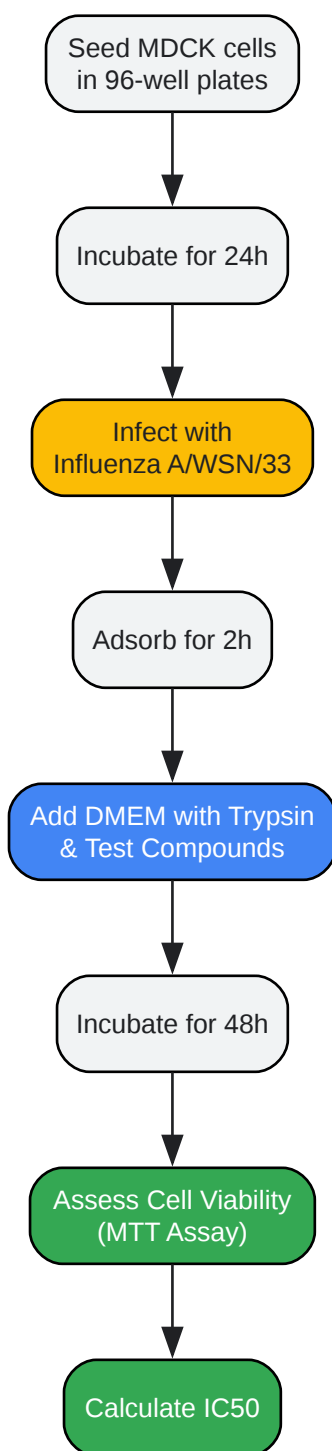 Seed MDCK cells
in 96-well plates
Incubate for 24h
Infect with
Influenza A/WSN/33
Adsorb for 2h
Add DMEM with Trypsin
& Test Compounds
Incubate for 48h
Assess Cell Viability
(MTT Assay)
Calculate IC50